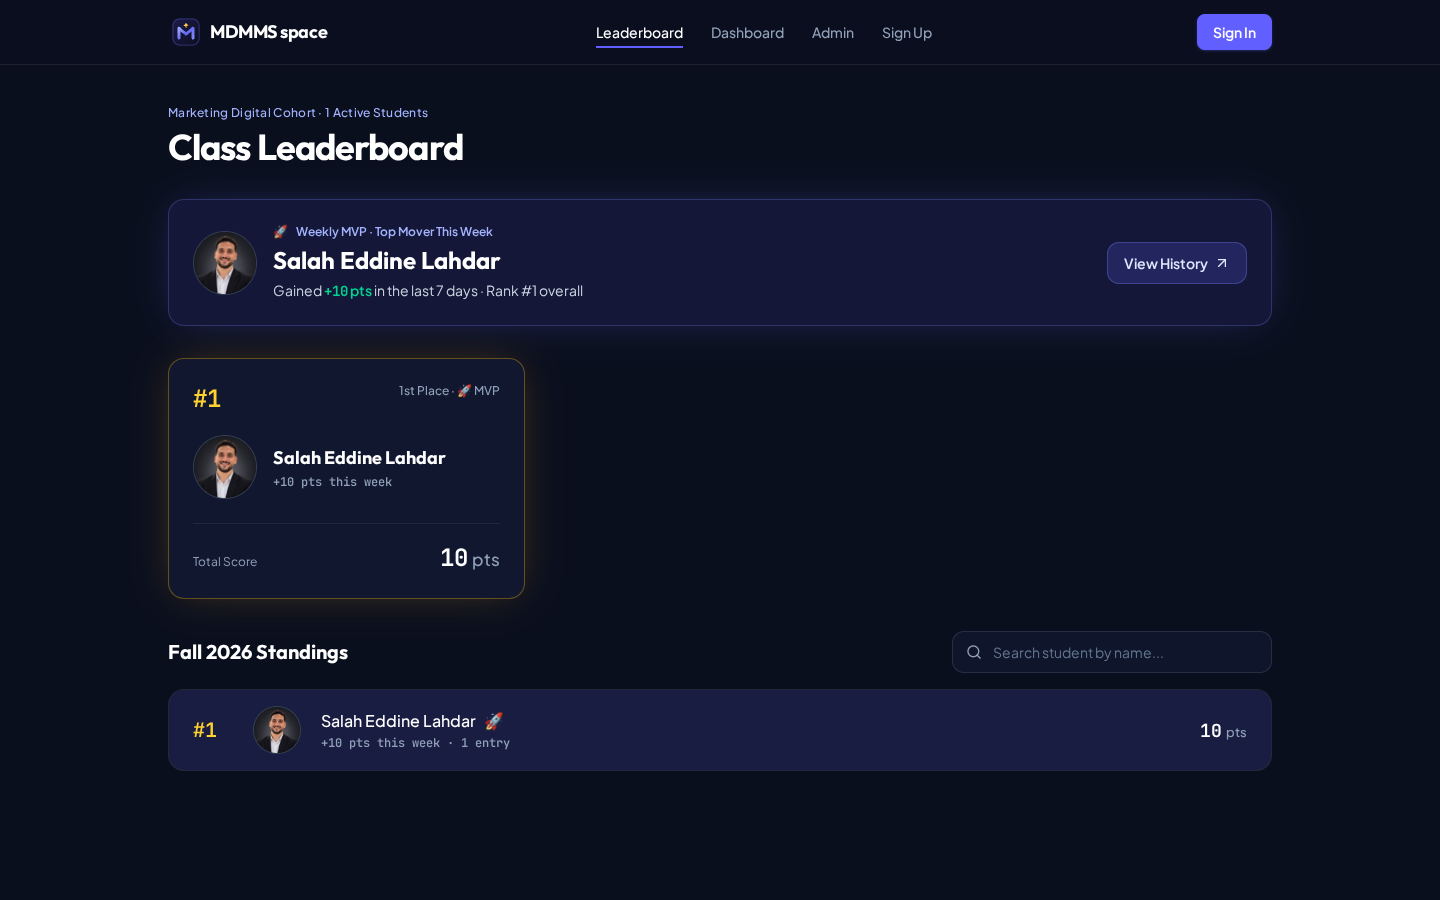 MDMMS space
Leaderboard Dashboard Admin Sign Up
Sign In
Marketing Digital Cohort · 1 Active Students
Class Leaderboard
🚀 Weekly MVP · Top Mover This Week
Salah Eddine Lahdar
Gained +10 pts in the last 7 days · Rank #1 overall
View History
#1
1st Place · 🚀 MVP
Salah Eddine Lahdar
+10 pts this week
Total Score
10 pts
Fall 2026 Standings
Search student by name...
#1
Salah Eddine Lahdar 🚀
+10 pts this week · 1 entry
10 pts